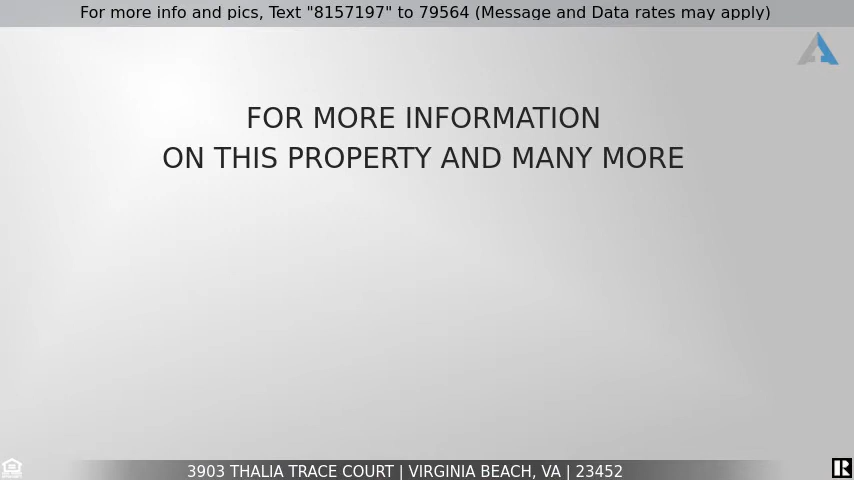 For more info and pics, Text "8157197" to 79564 (Message and Data rates may apply)
FOR MORE INFORMATION
ON THIS PROPERTY AND MANY MORE
3903 THALIA TRACE COURT | VIRGINIA BEACH, VA | 23452